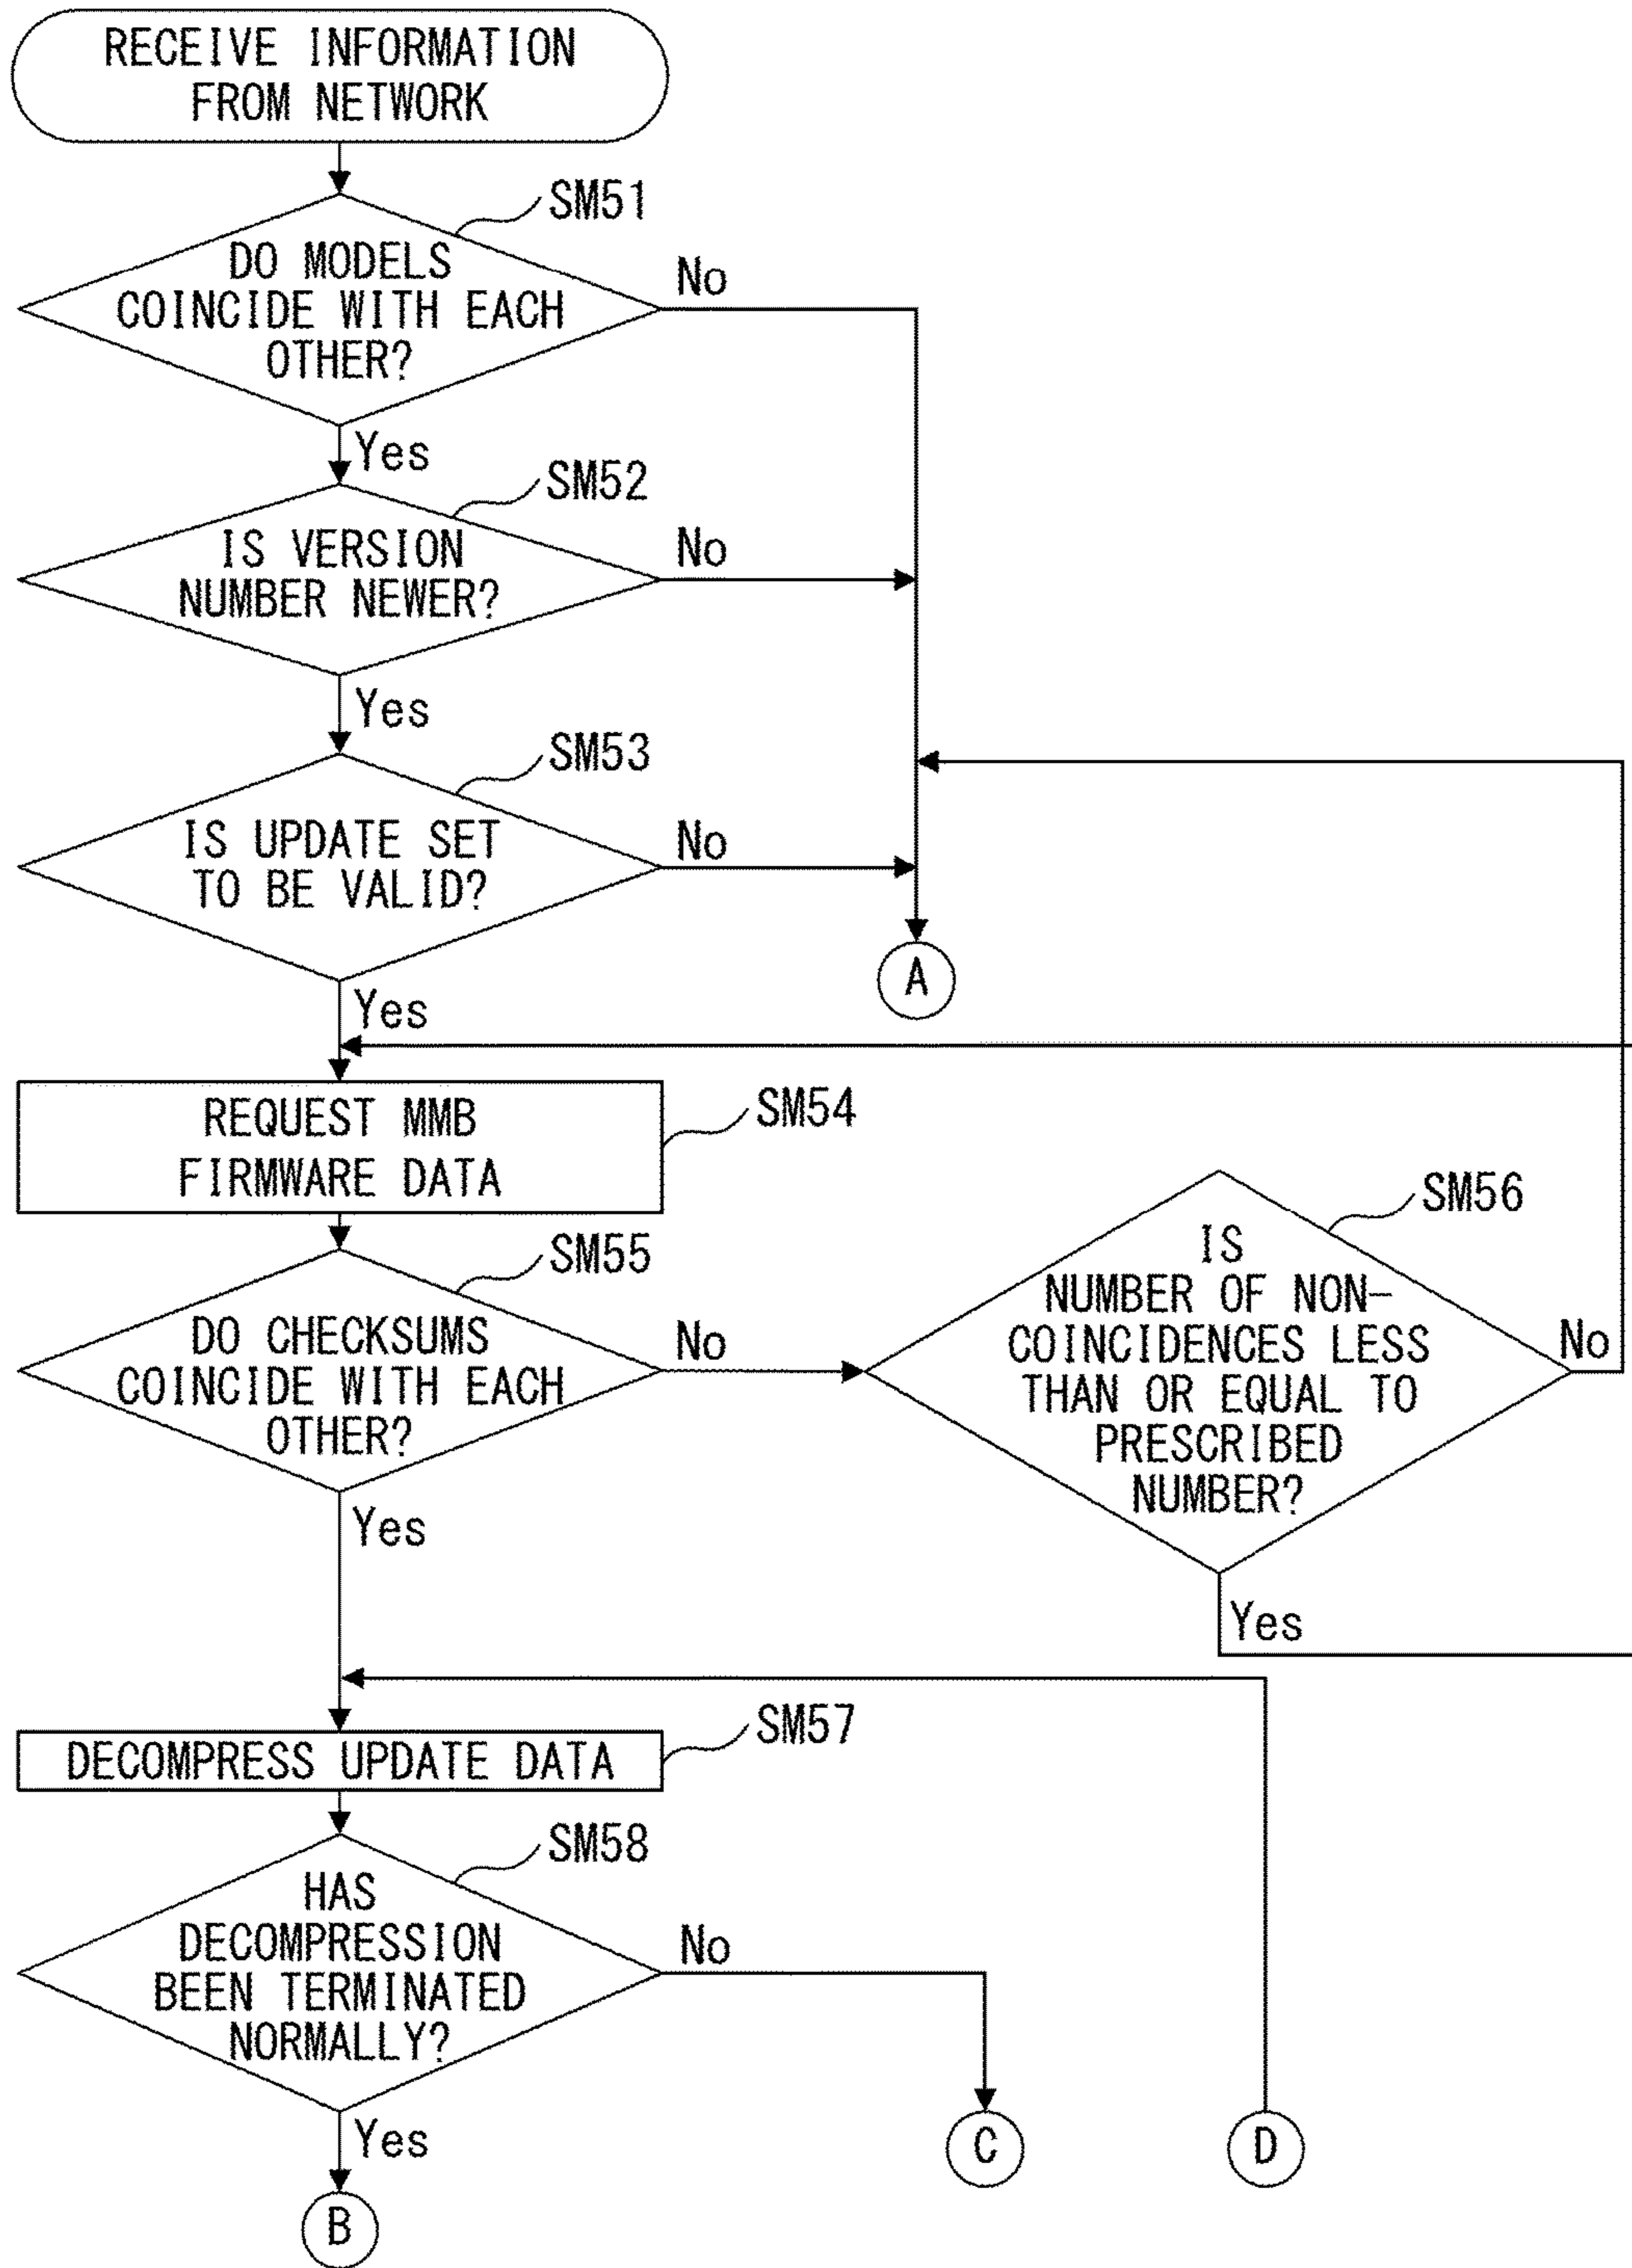 RECEIVE INFORMATION
FROM NETWORK
SM51
DO MODELS
COINCIDE WITH EACH
OTHER?
No
Yes
SM52
IS VERSION
NUMBER NEWER?
No
Yes
SM53
IS UPDATE SET
TO BE VALID?
No
A
Yes
REQUEST MMB
FIRMWARE DATA
SM54
SM55
DO CHECKSUMS
COINCIDE WITH EACH
OTHER?
No
SM56
IS
NUMBER OF NON-
COINCIDENCES LESS
THAN OR EQUAL TO
PRESCRIBED
NUMBER?
No
Yes
Yes
DECOMPRESS UPDATE DATA
SM57
SM58
HAS
DECOMPRESSION
BEEN TERMINATED
NORMALLY?
No
Yes
C
D
B